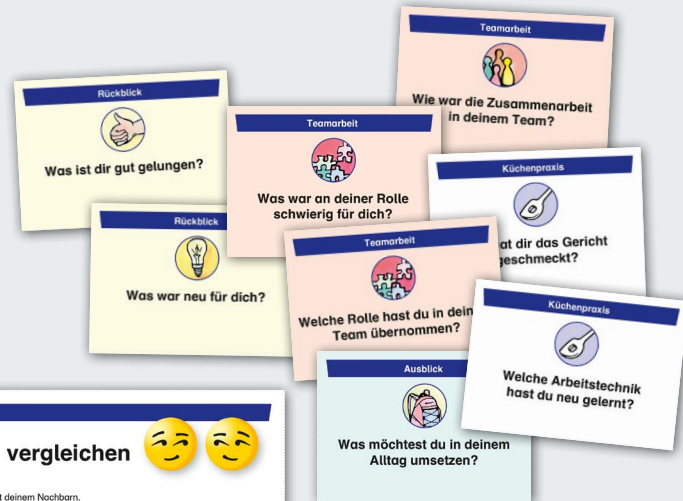 Teamarbeit
Wie war die Zusammenarbeit
in deinem Team?
Rückblick
Was ist dir gut gelungen?
Teamarbeit
Was war an deiner Rolle
schwierig für dich?
Küchenpraxis
at dir das Gericht
geschmeckt?
Rückblick
Was war neu für dich?
Teamarbeit
Welche Rolle hast du in dein
Team übernommen?
Küchenpraxis
Welche Arbeitstechnik
hast du neu gelernt?
Ausblick
Was möchtest du in deinem
Alltag umsetzen?
vergleichen
t deinem Nachbarn.